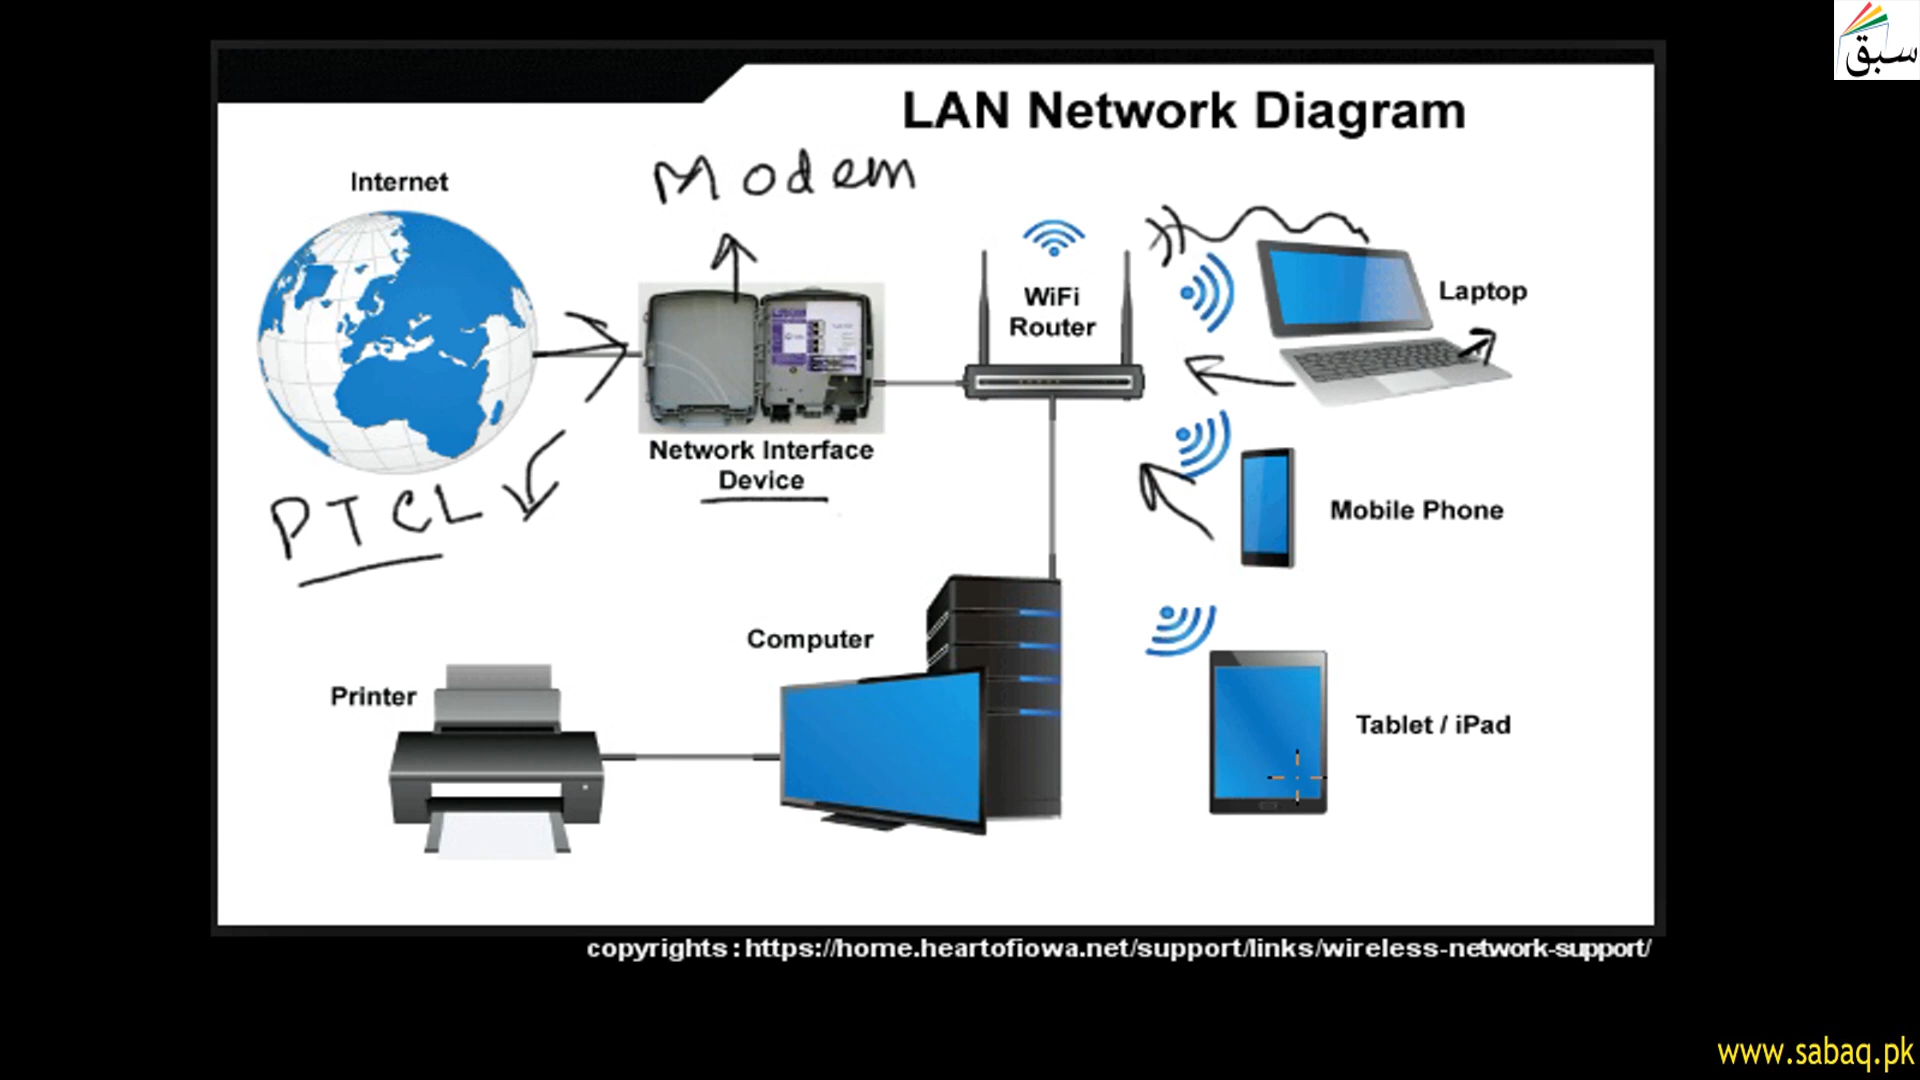 سبق
LAN Network Diagram
Modem
Internet
WiFi
Router
Laptop
Network Interface
Device
PTCL
Mobile Phone
Computer
Printer
Tablet / iPad
copyrights : https://home.heartofiowa.net/support/links/wireless-network-support/
www.sabaq.pk